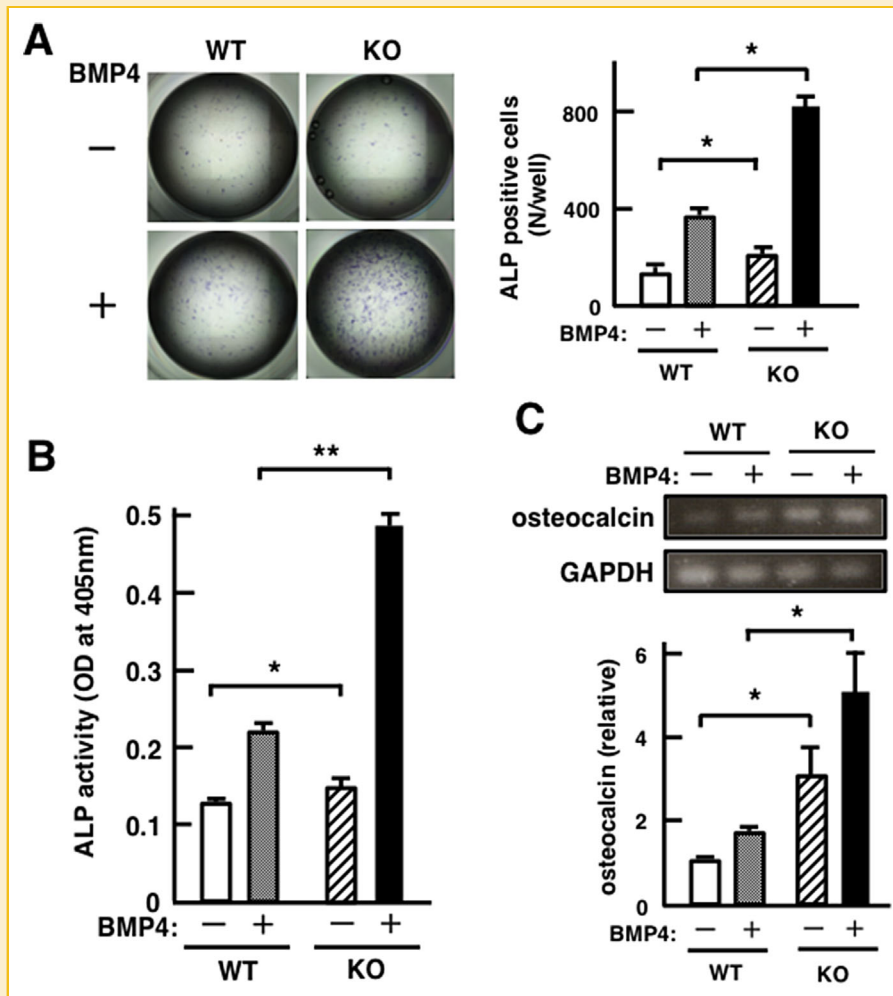 A
WT KO
BMP4
−
+
ALP positive cells
(N/well)
800
400
0
*
*
BMP4: − + − +
WT KO
B
ALP activity (OD at 405nm)
0.5
0.4
0.3
0.2
0.1
0
**
*
BMP4: − + − +
WT KO
C
WT KO
BMP4: − + − +
osteocalcin
GAPDH
osteocalcin (relative)
6
4
2
0
*
*
BMP4: − + − +
WT KO